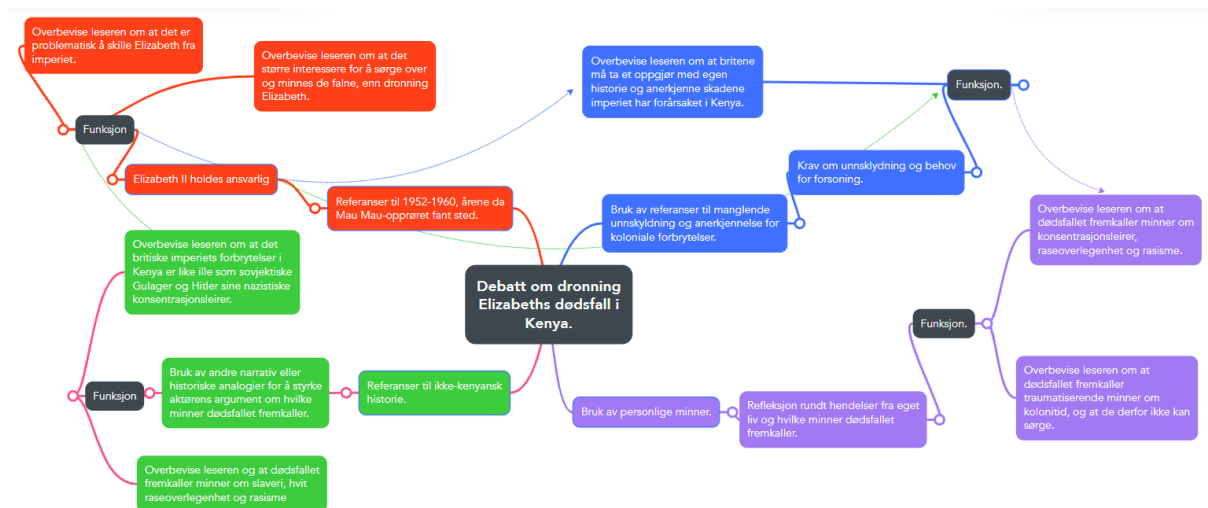 Overbevise leseren om at det er
problematisk å skille Elizabeth fra
imperiet.
Overbevise leseren om at det
større interessere for å sørge over
og minnes de falne, enn dronning
Elizabeth.
Funksjon
Elizabeth II holdes ansvarlig
Referanser til 1952-1960, årene da
Mau Mau-opprøret fant sted.
Overbevise leseren om at britene
må ta et oppgjør med egen
historie og anerkjenne skadene
imperiet har forårsaket i Kenya.
Funksjon.
Krav om unnsklydning og behov
for forsoning.
Bruk av referanser til manglende
unnskyldning og anerkjennelse for
koloniale forbrytelser.
Debatt om dronning
Elizabeths dødsfall i
Kenya.
Overbevise leseren om at det
britiske imperiets forbrytelser i
Kenya er like ille som sovjektiske
Gulager og Hitler sine nazistiske
konsentrasjonsleirer.
Funksjon
Bruk av andre narrativ eller
historiske analogier for å styrke
aktørens argument om hvilke
minner dødsfallet fremkaller.
Referanser til ikke-kenyansk
historie.
Overbevise leseren og at dødsfallet
fremkaller minner om slaveri, hvit
raseoverlegenhet og rasisme
Bruk av personlige minner.
Refleksjon rundt hendelser fra eget
liv og hvilke minner dødsfallet
fremkaller.
Funksjon.
Overbevise leseren om at
dødsfallet fremkaller minner om
konsentrasjonsleirer,
raseoverlegenhet og rasisme.
Overbevise leseren om at
dødsfallet fremkaller
traumatiserende minner om
kolonitid, og at de derfor ikke kan
sørge.